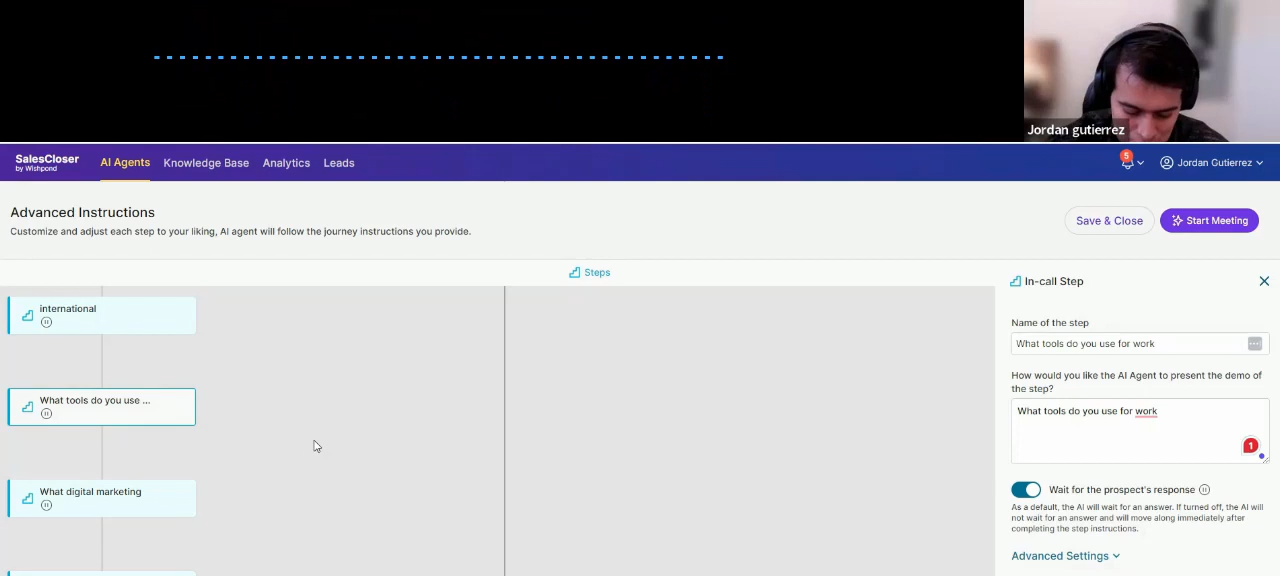 Jordan gutierrez
SalesCloser
by Wishpond
AI Agents
Knowledge Base
Analytics
Leads
5
Jordan Gutierrez
Advanced Instructions
Customize and adjust each step to your liking, AI agent will follow the journey instructions you provide.
Save & Close
Start Meeting
Steps
international
What tools do you use ...
What digital marketing
In-call Step
Name of the step
What tools do you use for work
How would you like the AI Agent to present the demo of
the step?
What tools do you use for work
1
Wait for the prospect's response
As a default, the AI will wait for an answer. If turned off, the AI will
not wait for an answer and will move along immediately after
completing the step instructions.
Advanced Settings